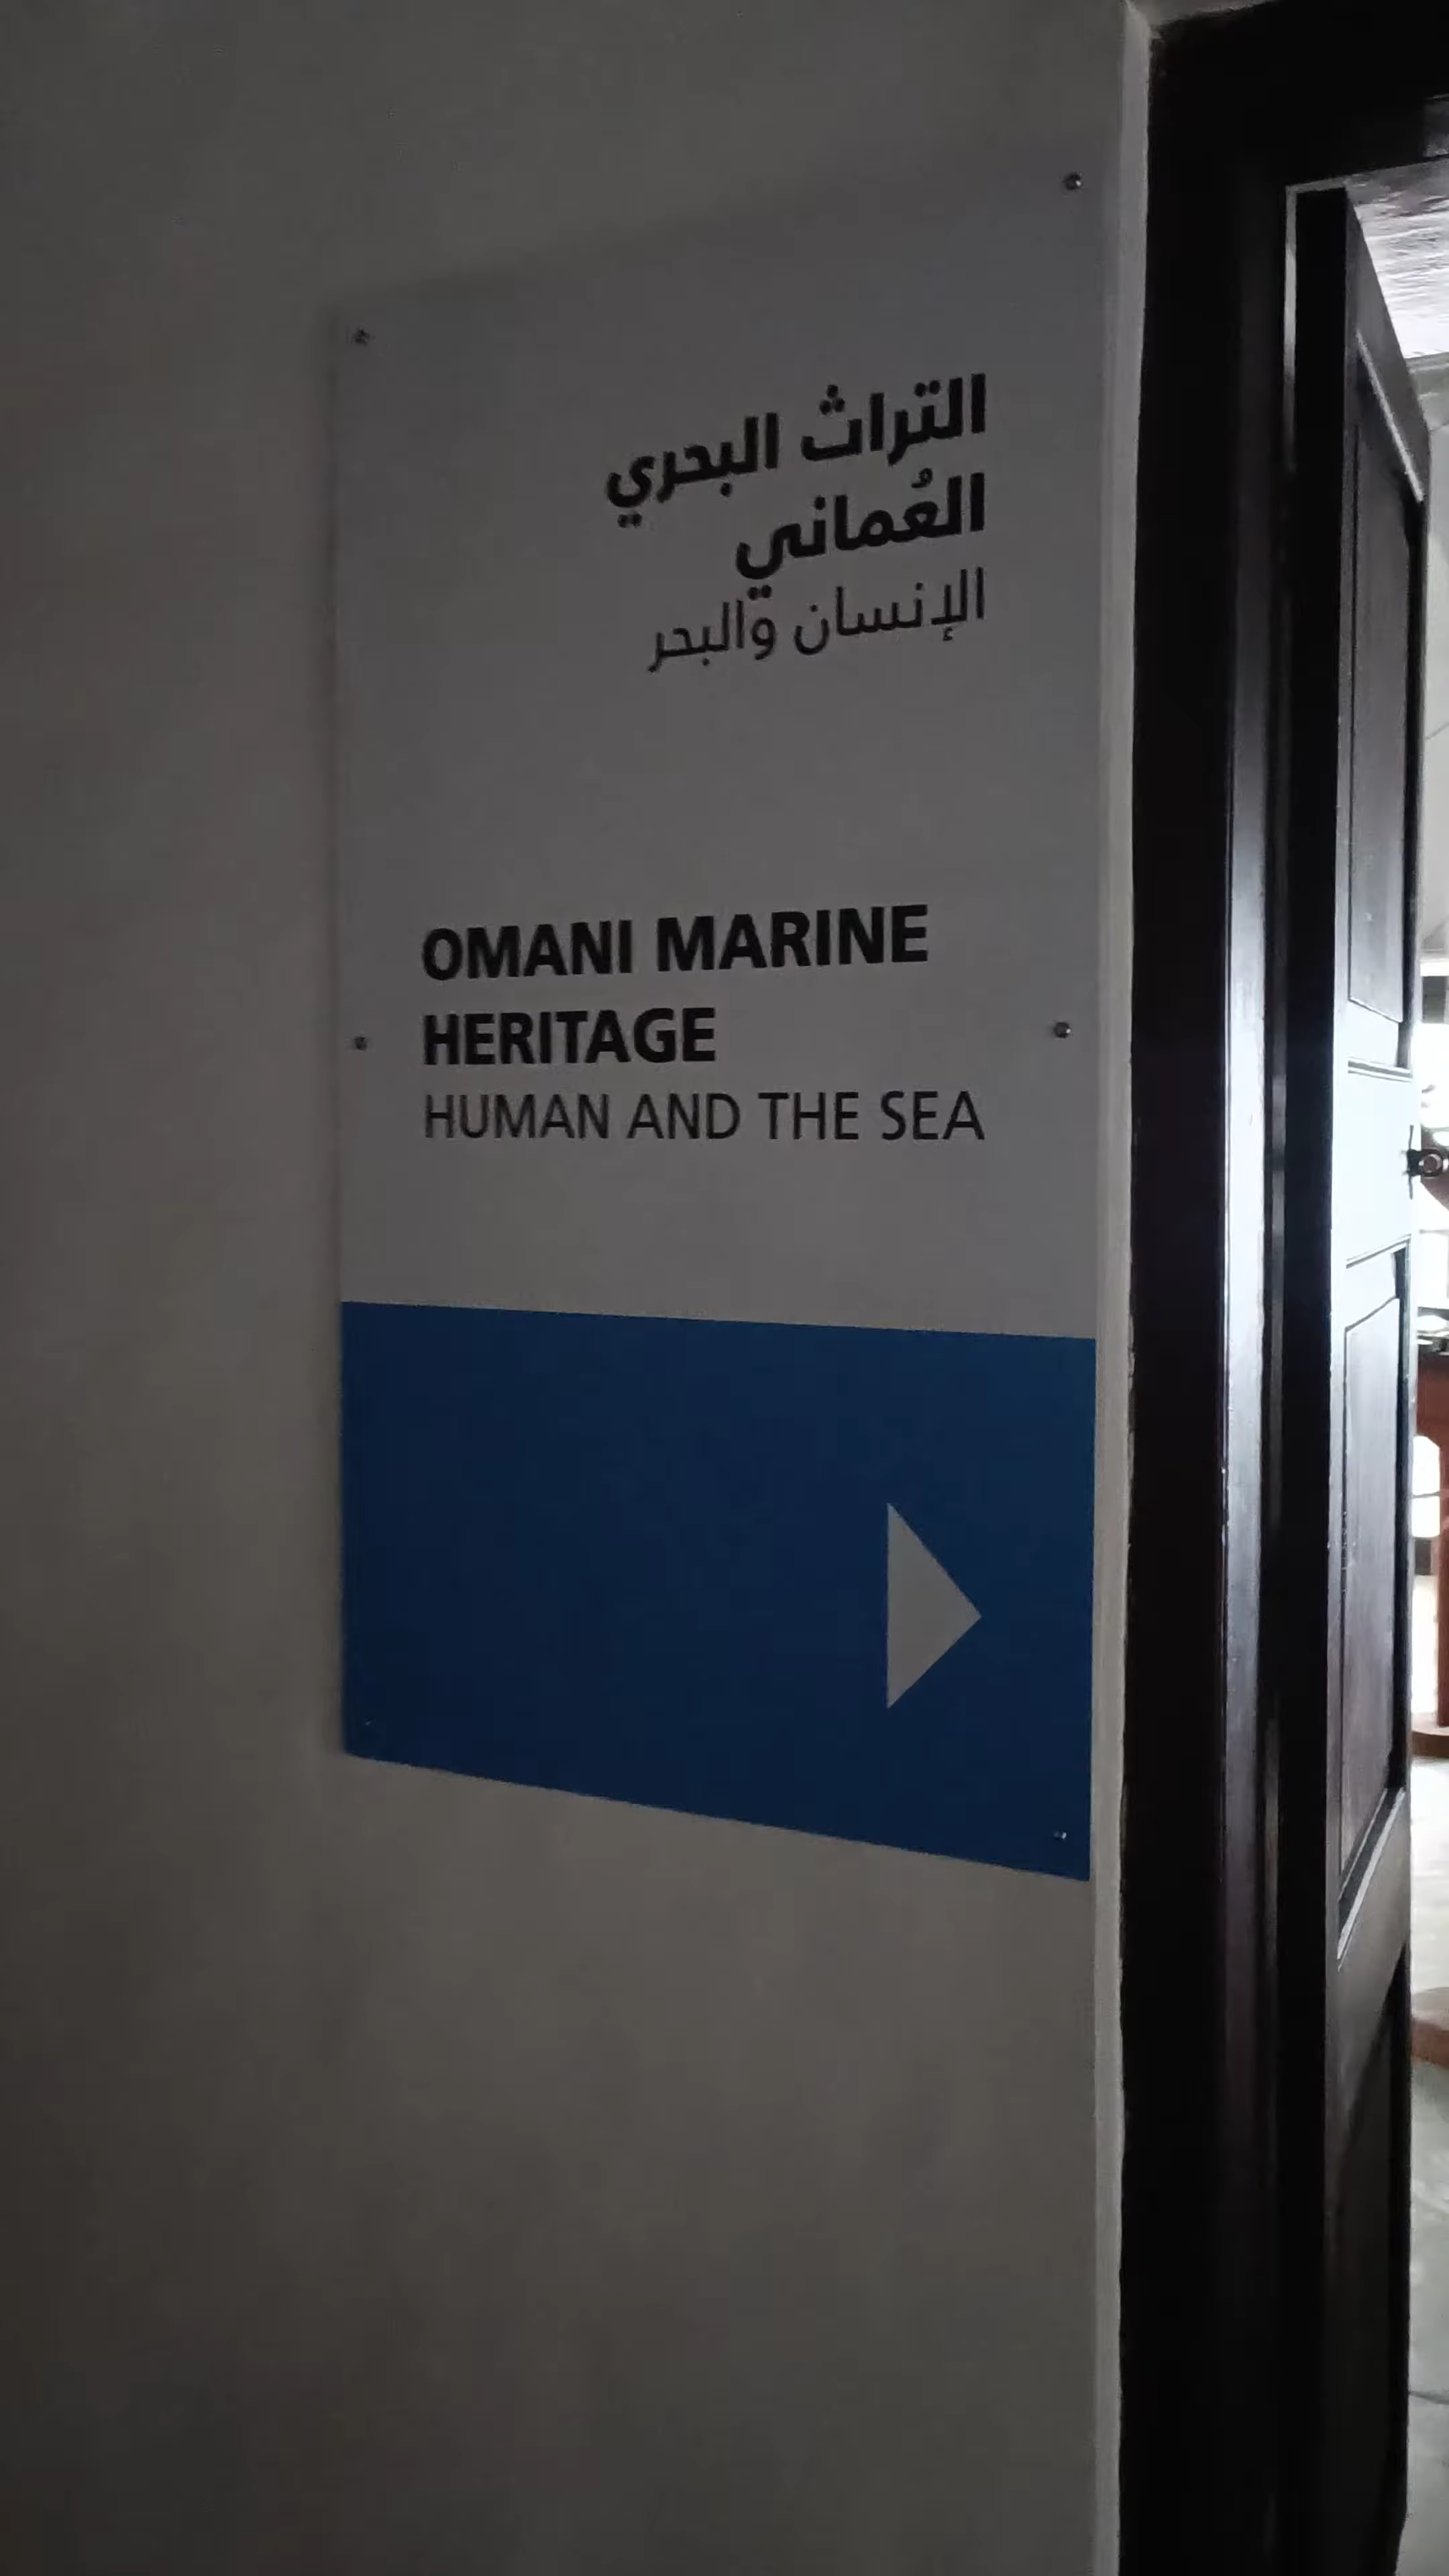 التراث البحري
العُماني
الإنسان والبحر
OMANI MARINE
HERITAGE
HUMAN AND THE SEA